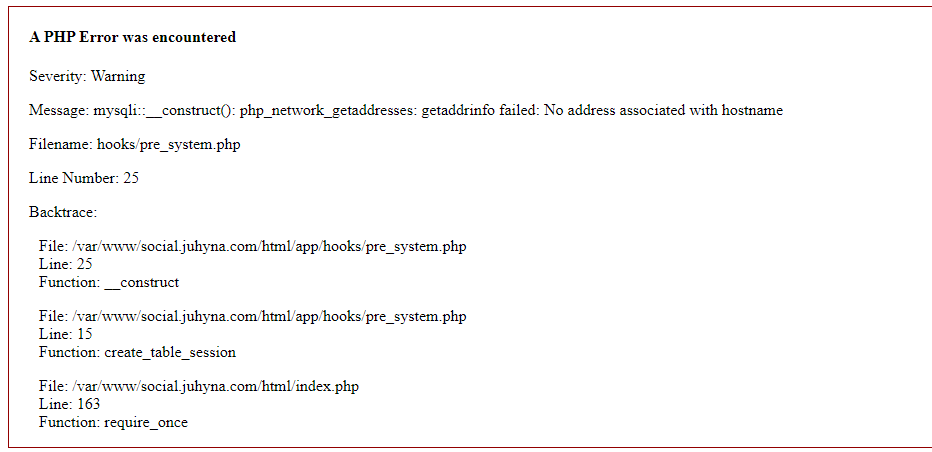 A PHP Error was encountered
Severity: Warning
Message: mysqli::__construct(): php_network_getaddresses: getaddrinfo failed: No address associated with hostname
Filename: hooks/pre_system.php
Line Number: 25
Backtrace:
File: /var/www/social.juhyna.com/html/app/hooks/pre_system.php
Line: 25
Function: __construct
File: /var/www/social.juhyna.com/html/app/hooks/pre_system.php
Line: 15
Function: create_table_session
File: /var/www/social.juhyna.com/html/index.php
Line: 163
Function: require_once